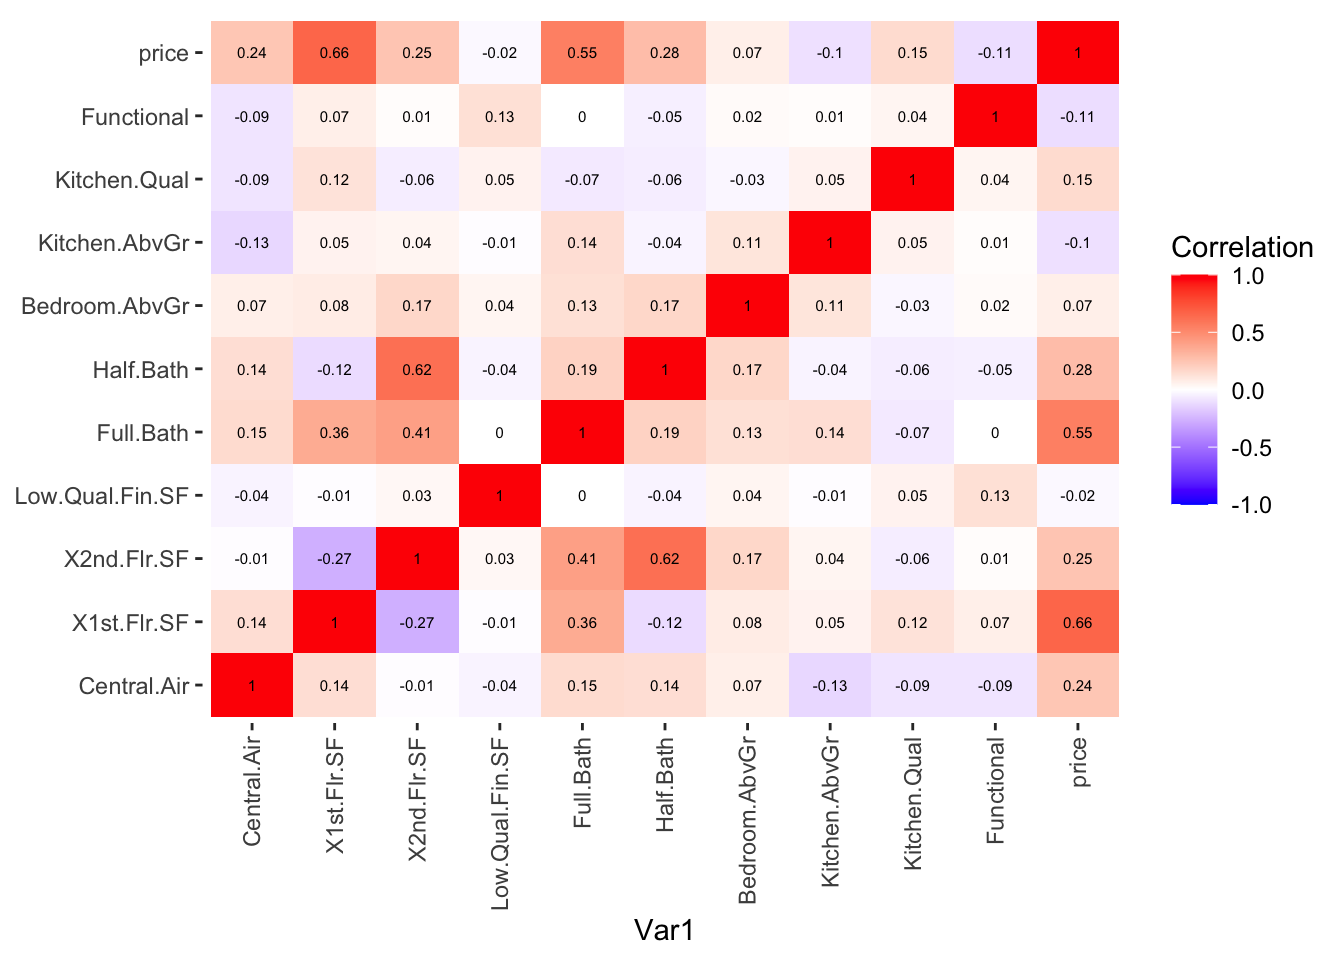 price 0.24 0.66 0.25 -0.02 0.55 0.28 0.07 -0.1 0.15 -0.11 1
Functional -0.09 0.07 0.01 0.13 0 -0.05 0.02 0.01 0.04 1 -0.11
Kitchen.Qual -0.09 0.12 -0.06 0.05 -0.07 -0.06 -0.03 0.05 1 0.04 0.15
Kitchen.AbvGr -0.13 0.05 0.04 -0.01 0.14 -0.04 0.11 1 0.05 0.01 -0.1
Bedroom.AbvGr 0.07 0.08 0.17 0.04 0.13 0.17 1 0.11 -0.03 0.02 0.07
Half.Bath 0.14 -0.12 0.62 -0.04 0.19 1 0.17 -0.04 -0.06 -0.05 0.28
Full.Bath 0.15 0.36 0.41 0 1 0.19 0.13 0.14 -0.07 0 0.55
Low.Qual.Fin.SF -0.04 -0.01 0.03 1 0 -0.04 0.04 -0.01 0.05 0.13 -0.02
X2nd.Flr.SF -0.01 -0.27 1 0.03 0.41 0.62 0.17 0.04 -0.06 0.01 0.25
X1st.Flr.SF 0.14 1 -0.27 -0.01 0.36 -0.12 0.08 0.05 0.12 0.07 0.66
Central.Air 1 0.14 -0.01 -0.04 0.15 0.14 0.07 -0.13 -0.09 -0.09 0.24
Central.Air
X1st.Flr.SF
X2nd.Flr.SF
Low.Qual.Fin.SF
Full.Bath
Half.Bath
Bedroom.AbvGr
Kitchen.AbvGr
Kitchen.Qual
Functional
price
Var1
Correlation
1.0
0.5
0.0
-0.5
-1.0